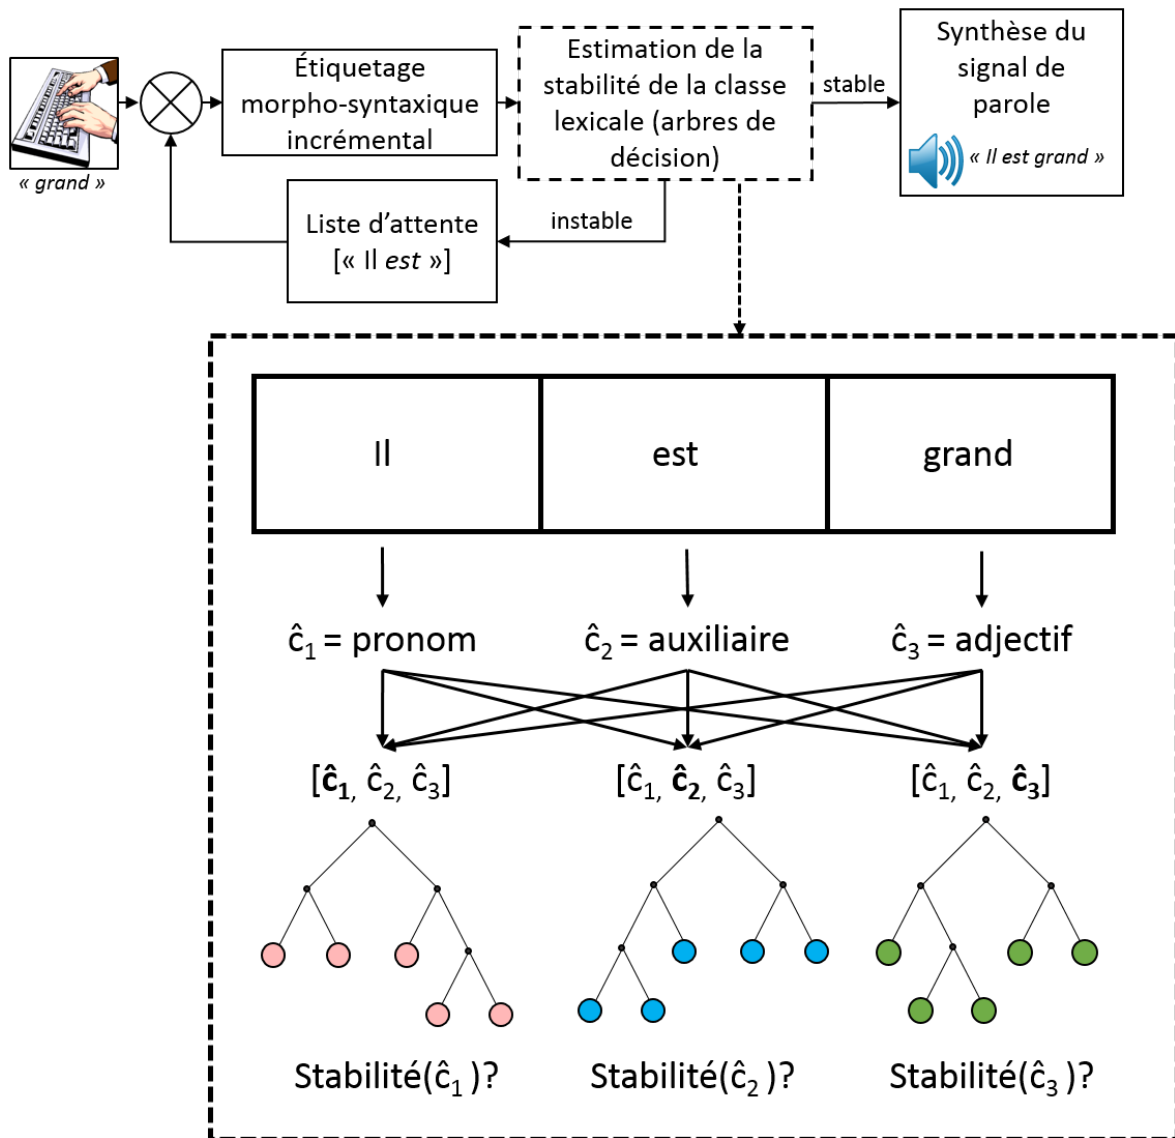 « grand »
Étiquetage
morpho-syntaxique
incrémental
Estimation de la
stabilité de la classe
lexicale (arbres de
décision)
stable
Synthèse du
signal de
parole
« Il est grand »
instable
Liste d'attente
[« Il est »]
Il
est
grand
ĉ1 = pronom
ĉ2 = auxiliaire
ĉ3 = adjectif
[ĉ1, ĉ2, ĉ3]
[ĉ1, ĉ2, ĉ3]
[ĉ1, ĉ2, ĉ3]
Stabilité(ĉ1)?
Stabilité(ĉ2)?
Stabilité(ĉ3)?